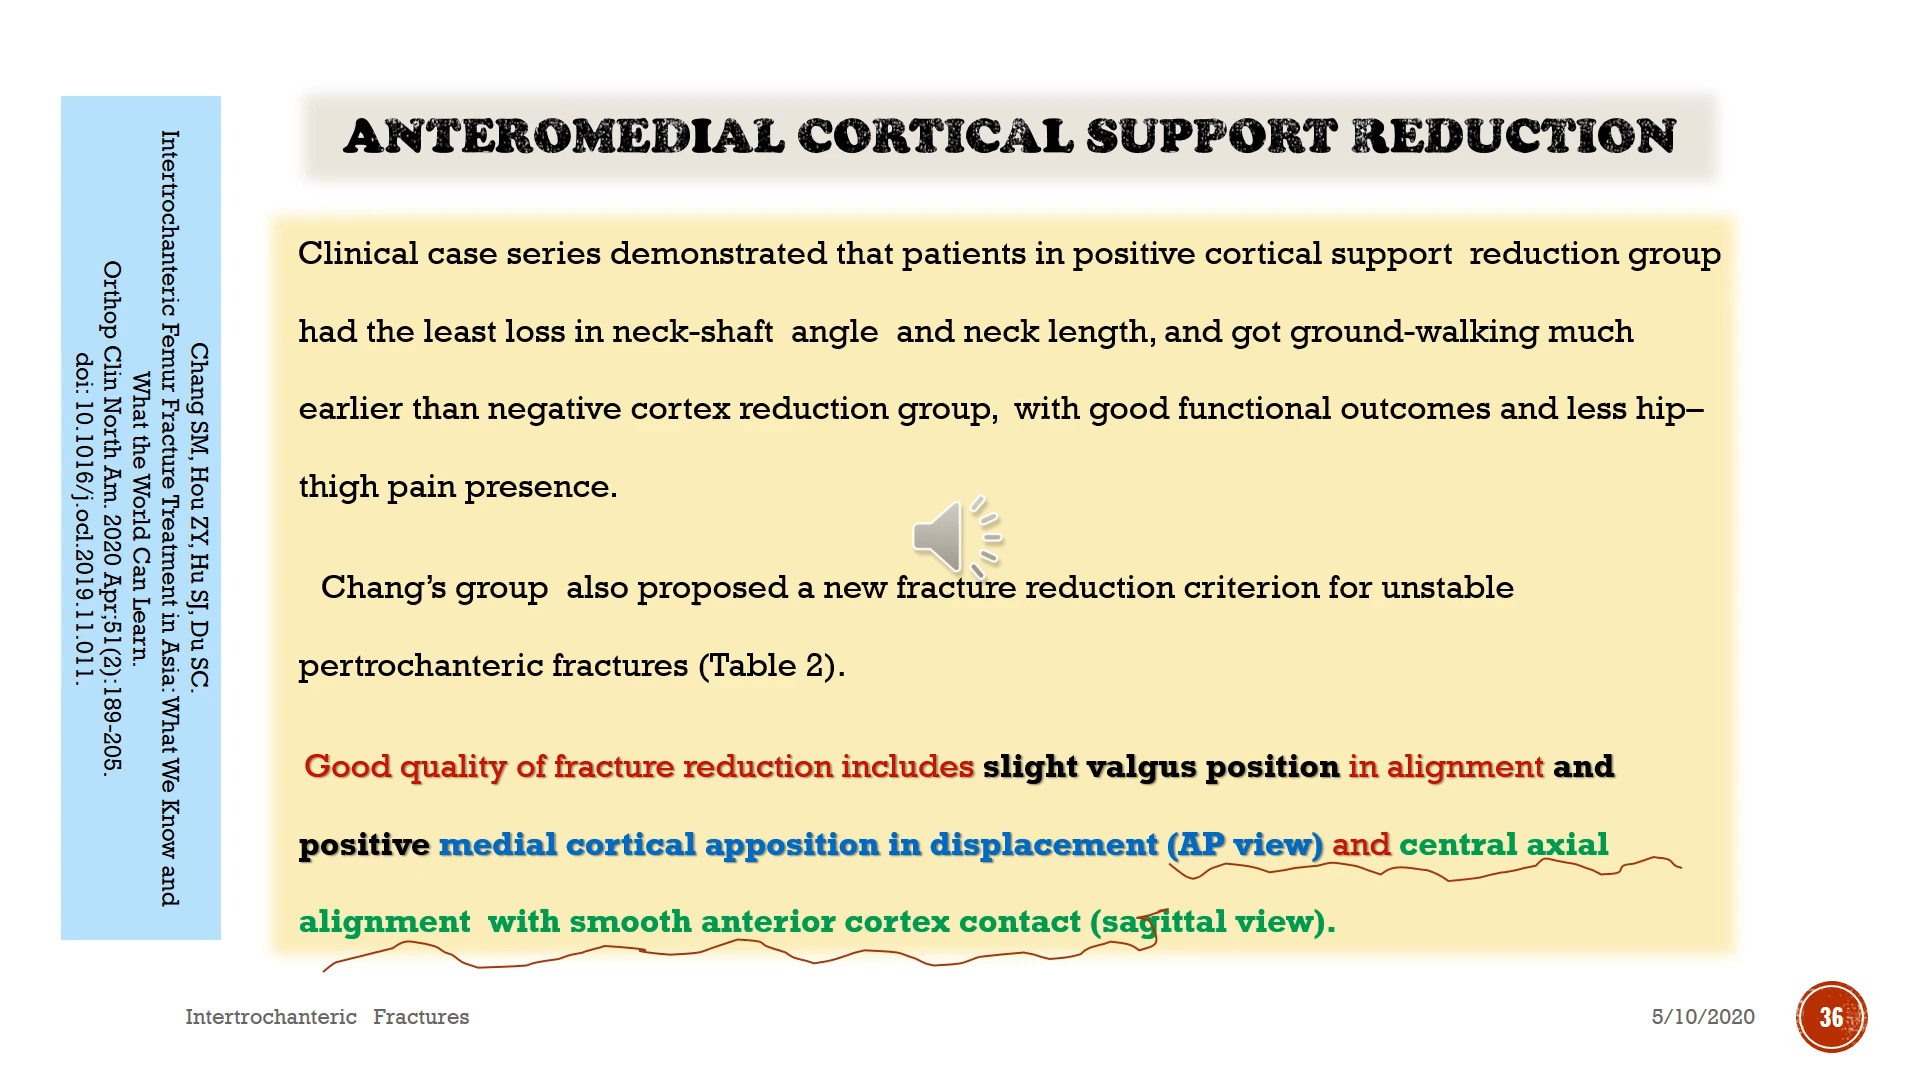 ANTEROMEDIAL CORTICAL SUPPORT REDUCTION
Chang SM, Hou ZY, Hu SJ, Du SC.
Intertrochanteric Femur Fracture Treatment in Asia: What We Know and
What the World Can Learn.
Orthop Clin North Am. 2020 Apr;51(2):189-205.
doi: 10.1016/j.ocl.2019.11.011.
Clinical case series demonstrated that patients in positive cortical support reduction group
had the least loss in neck-shaft angle and neck length, and got ground-walking much
earlier than negative cortex reduction group, with good functional outcomes and less hip–
thigh pain presence.
Chang’s group also proposed a new fracture reduction criterion for unstable
pertrochanteric fractures (Table 2).
Good quality of fracture reduction includes slight valgus position in alignment and
positive medial cortical apposition in displacement (AP view) and central axial
alignment with smooth anterior cortex contact (sagittal view).
Intertrochanteric Fractures
5/10/2020
36